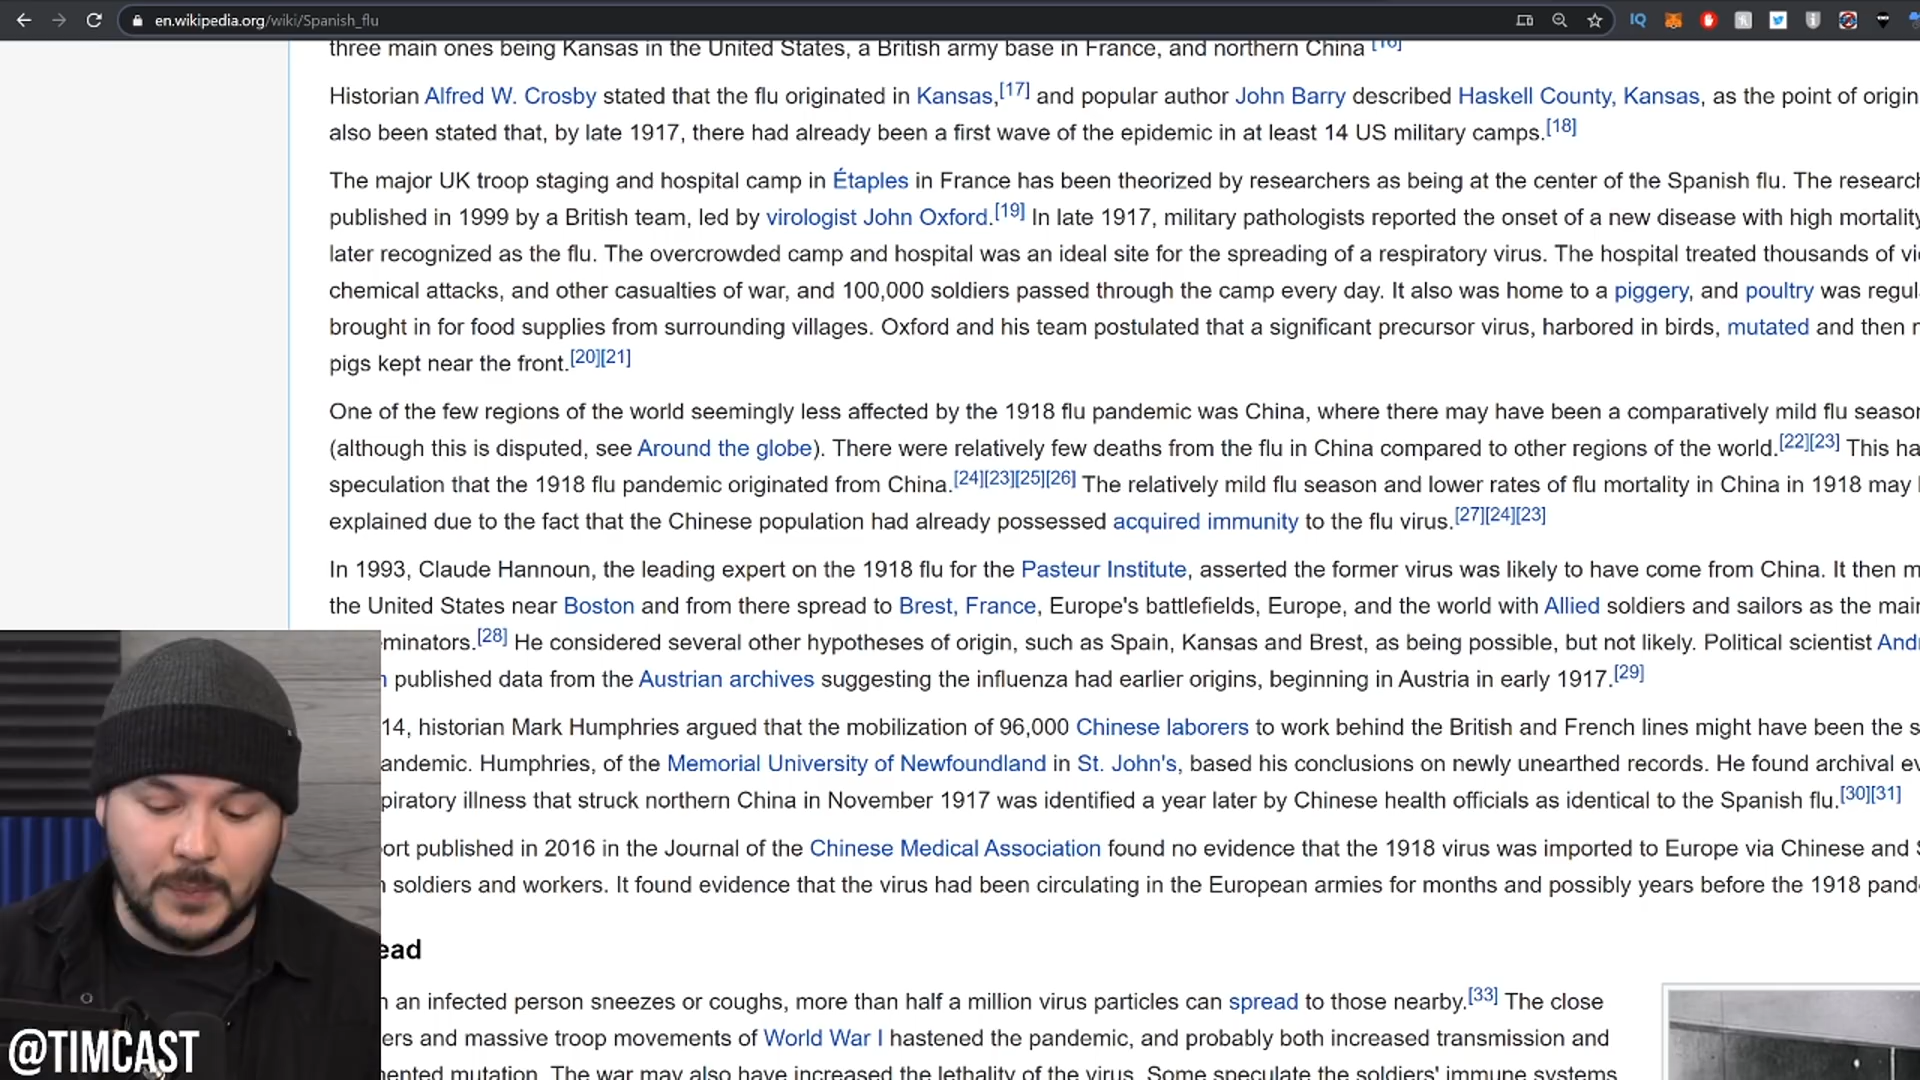 en.wikipedia.org/wiki/Spanish_flu
IQ
three main ones being Kansas in the United States, a British army base in France, and northern China [16]
Historian Alfred W. Crosby stated that the flu originated in Kansas,[17] and popular author John Barry described Haskell County, Kansas, as the point of origin
also been stated that, by late 1917, there had already been a first wave of the epidemic in at least 14 US military camps.[18]
The major UK troop staging and hospital camp in Étaples in France has been theorized by researchers as being at the center of the Spanish flu. The research
published in 1999 by a British team, led by virologist John Oxford.[19] In late 1917, military pathologists reported the onset of a new disease with high mortality
later recognized as the flu. The overcrowded camp and hospital was an ideal site for the spreading of a respiratory virus. The hospital treated thousands of vi
chemical attacks, and other casualties of war, and 100,000 soldiers passed through the camp every day. It also was home to a piggery, and poultry was regul
brought in for food supplies from surrounding villages. Oxford and his team postulated that a significant precursor virus, harbored in birds, mutated and then
pigs kept near the front.[20][21]
One of the few regions of the world seemingly less affected by the 1918 flu pandemic was China, where there may have been a comparatively mild flu season
(although this is disputed, see Around the globe). There were relatively few deaths from the flu in China compared to other regions of the world.[22][23] This ha
speculation that the 1918 flu pandemic originated from China.[24][23][25][26] The relatively mild flu season and lower rates of flu mortality in China in 1918 may
explained due to the fact that the Chinese population had already possessed acquired immunity to the flu virus.[27][24][23]
In 1993, Claude Hannoun, the leading expert on the 1918 flu for the Pasteur Institute, asserted the former virus was likely to have come from China. It then m
the United States near Boston and from there spread to Brest, France, Europe's battlefields, Europe, and the world with Allied soldiers and sailors as the mai
minators.[28] He considered several other hypotheses of origin, such as Spain, Kansas and Brest, as being possible, but not likely. Political scientist And
published data from the Austrian archives suggesting the influenza had earlier origins, beginning in Austria in early 1917.[29]
14, historian Mark Humphries argued that the mobilization of 96,000 Chinese laborers to work behind the British and French lines might have been the s
andemic. Humphries, of the Memorial University of Newfoundland in St. John's, based his conclusions on newly unearthed records. He found archival ev
piratory illness that struck northern China in November 1917 was identified a year later by Chinese health officials as identical to the Spanish flu.[30][31]
ort published in 2016 in the Journal of the Chinese Medical Association found no evidence that the 1918 virus was imported to Europe via Chinese and S
soldiers and workers. It found evidence that the virus had been circulating in the European armies for months and possibly years before the 1918 pand
ead
n an infected person sneezes or coughs, more than half a million virus particles can spread to those nearby.[33] The close
ers and massive troop movements of World War I hastened the pandemic, and probably both increased transmission and
ented mutation. The war may also have increased the lethality of the virus. Some speculate the soldiers' immune systems
@TIMCAST